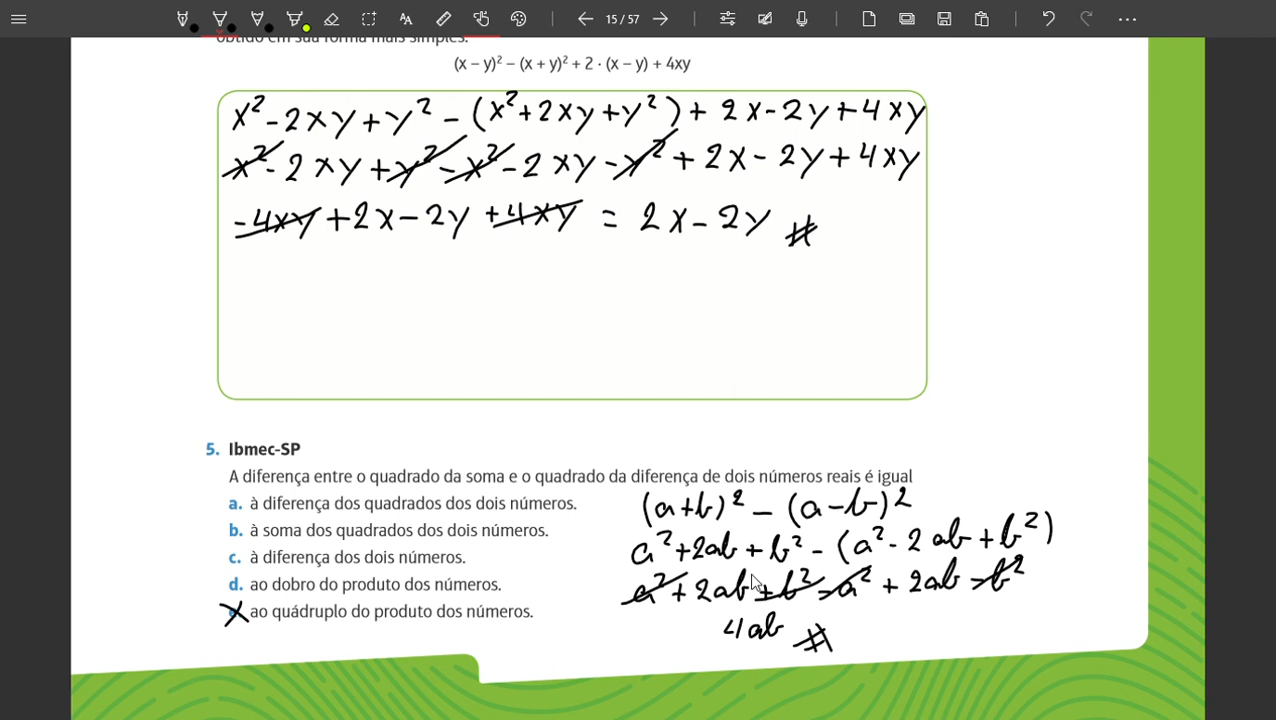 15 / 57
obtido em sua forma mais simples.
(x – y)² – (x + y)² + 2 · (x – y) + 4xy
x² - 2xy + y² - (x² + 2xy + y²) + 2x - 2y + 4xy
x² - 2xy + y² - x² - 2xy - y² + 2x - 2y + 4xy
-4xy + 2x - 2y + 4xy = 2x - 2y #
5. Ibmec-SP
A diferença entre o quadrado da soma e o quadrado da diferença de dois números reais é igual
a. à diferença dos quadrados dos dois números.
b. à soma dos quadrados dos dois números.
c. à diferença dos dois números.
d. ao dobro do produto dos números.
X ao quádruplo do produto dos números.
(a+b)² - (a-b)²
a² + 2ab + b² - (a² - 2ab + b²)
a² + 2ab + b² - a² + 2ab - b²
4ab #